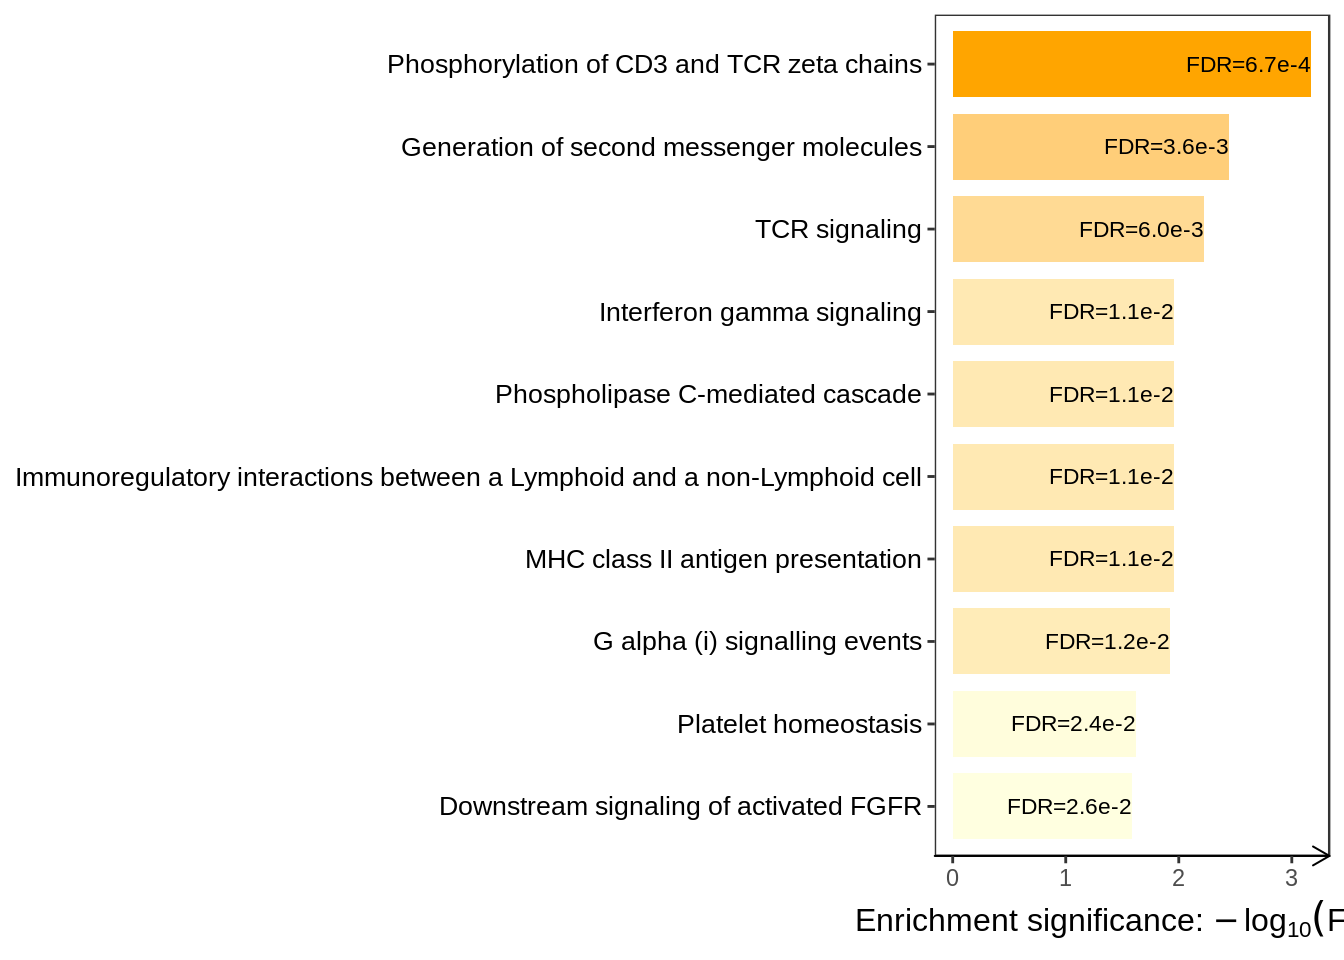 Phosphorylation of CD3 and TCR zeta chains FDR=6.7e-4
Generation of second messenger molecules FDR=3.6e-3
TCR signaling FDR=6.0e-3
Interferon gamma signaling FDR=1.1e-2
Phospholipase C-mediated cascade FDR=1.1e-2
Immunoregulatory interactions between a Lymphoid and a non-Lymphoid cell FDR=1.1e-2
MHC class II antigen presentation FDR=1.1e-2
G alpha (i) signalling events FDR=1.2e-2
Platelet homeostasis FDR=2.4e-2
Downstream signaling of activated FGFR FDR=2.6e-2
0 1 2 3
Enrichment significance: − log₁₀(F